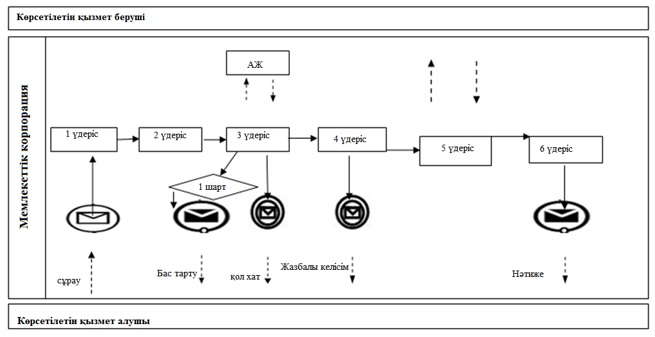 Көрсетілетін қызмет беруші
Мемлекеттік корпорация
АЖ
1 үдеріс
2 үдеріс
3 үдеріс
4 үдеріс
5 үдеріс
6 үдеріс
1 шарт
сұрау
Бас тарту
қол хат
Жазбалы келісім
Нәтиже
Көрсетілетін қызмет алушы